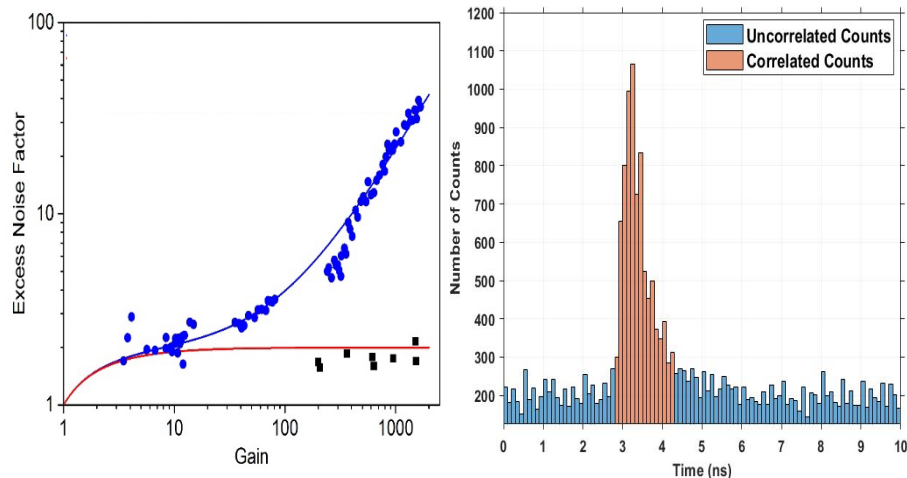 100
10
1
Excess Noise Factor
1
10
100
1000
Gain
1200
1100
1000
900
800
700
600
500
400
300
200
Number of Counts
Uncorrelated Counts
Correlated Counts
0 1 2 3 4 5 6 7 8 9 10
Time (ns)